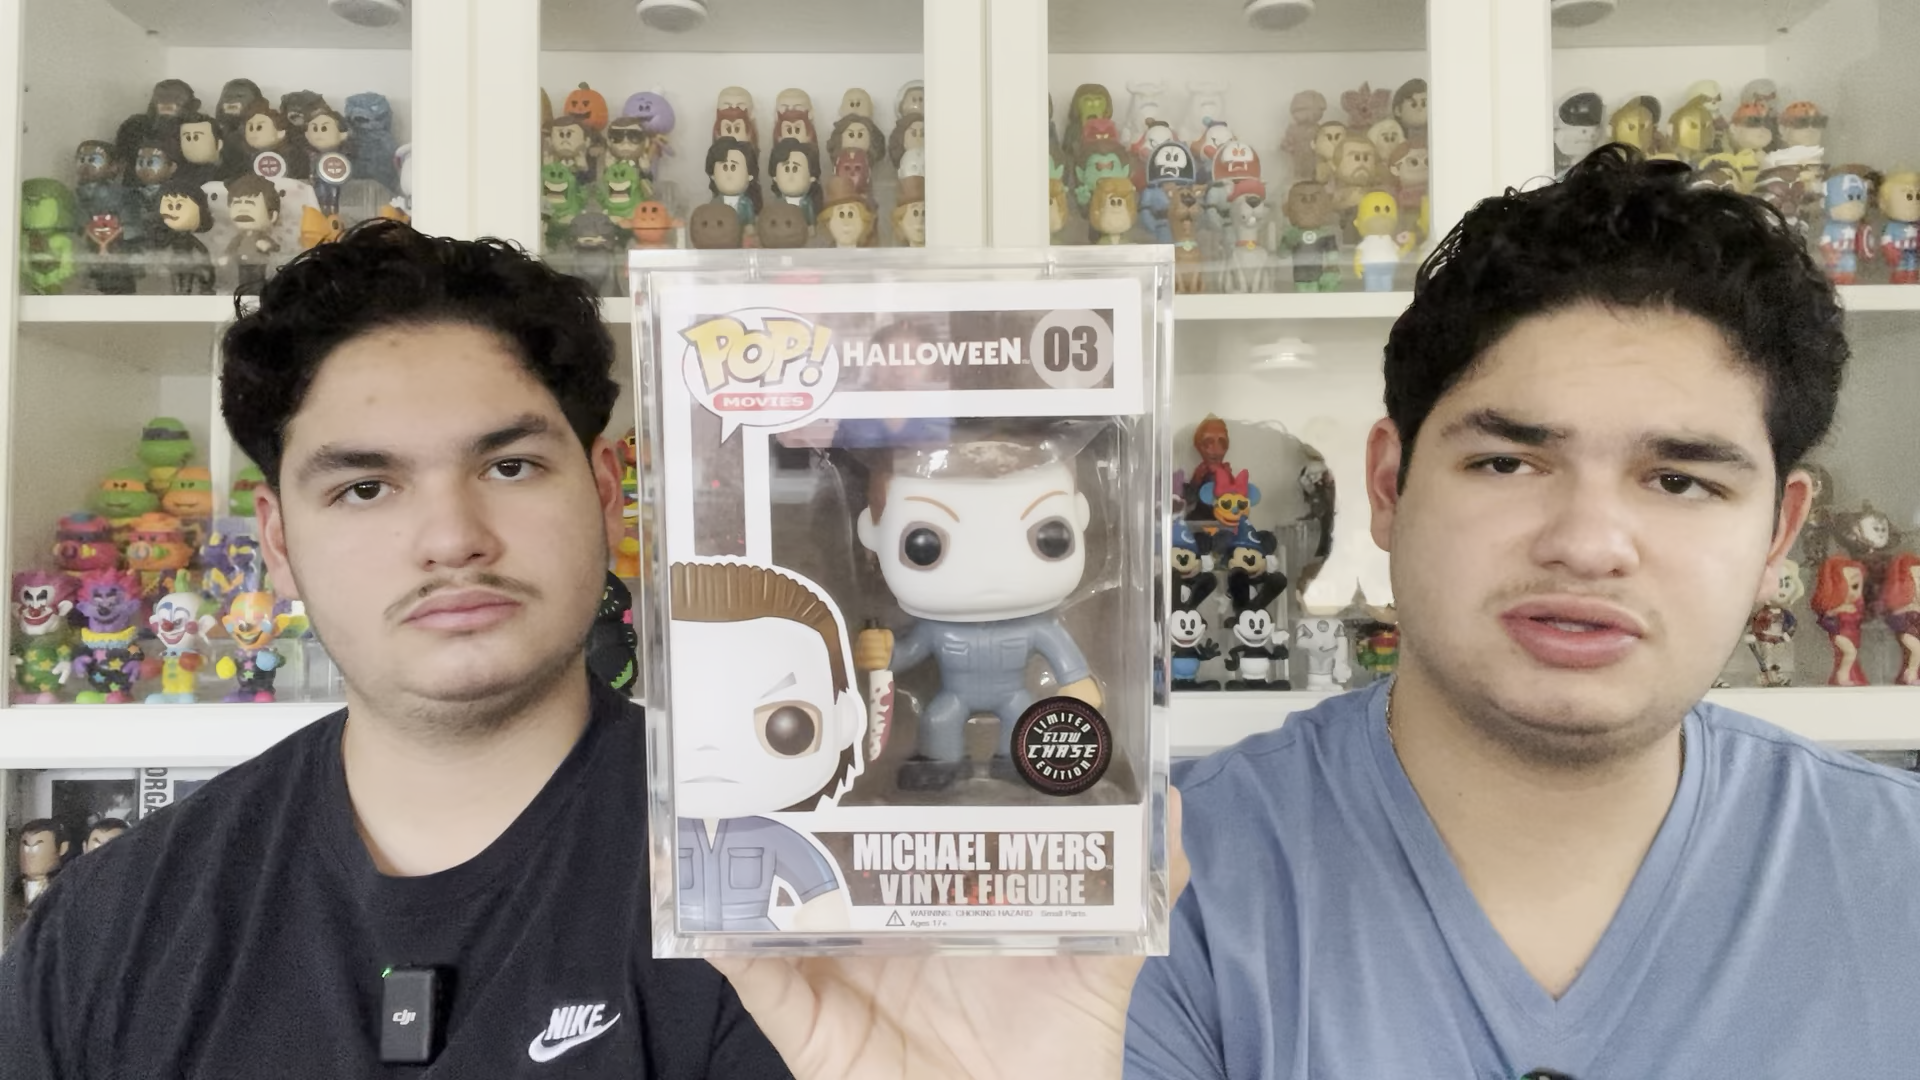 POP!
MOVIES
HALLOWEEN
03
LIMITED
GLOW
CHASE
EDITION
MICHAEL MYERS
VINYL FIGURE
WARNING: CHOKING HAZARD - Small Parts.
Ages 17+
dji
NIKE